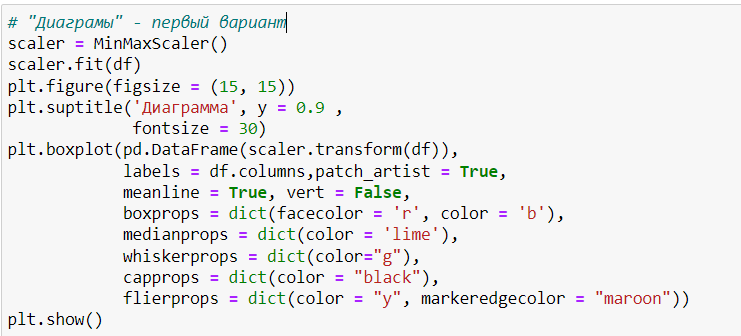 # "Диаграмы" - первый вариант
scaler = MinMaxScaler()
scaler.fit(df)
plt.figure(figsize = (15, 15))
plt.suptitle('Диаграмма', y = 0.9 ,
             fontsize = 30)
plt.boxplot(pd.DataFrame(scaler.transform(df)),
            labels = df.columns,patch_artist = True,
            meanline = True, vert = False,
            boxprops = dict(facecolor = 'r', color = 'b'),
            medianprops = dict(color = 'lime'),
            whiskerprops = dict(color="g"),
            capprops = dict(color = "black"),
            flierprops = dict(color = "y", markeredgecolor = "maroon"))
plt.show()